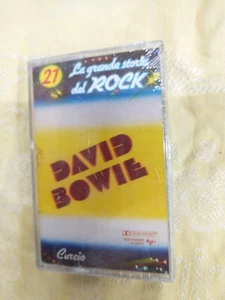 21
La grande storia
del ROCK
DAVID
BOWIE
Curcio